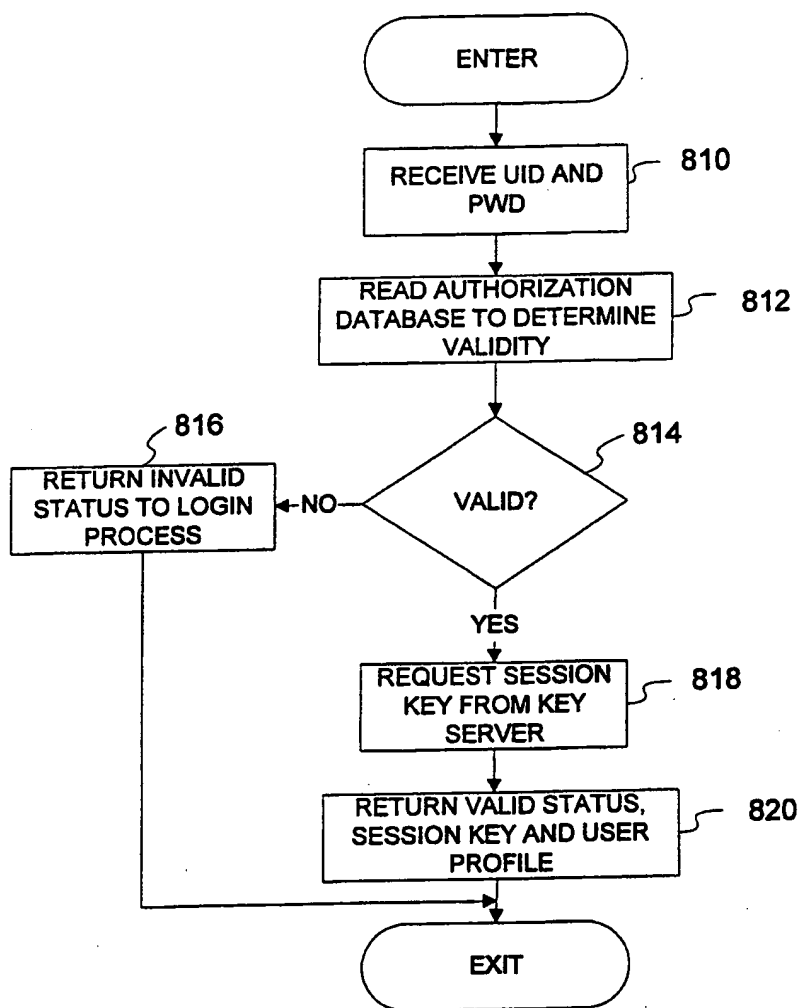 ENTER
RECEIVE UID AND
PWD
810
READ AUTHORIZATION
DATABASE TO DETERMINE
VALIDITY
812
816
RETURN INVALID
STATUS TO LOGIN
PROCESS
NO
VALID?
814
YES
REQUEST SESSION
KEY FROM KEY
SERVER
818
RETURN VALID STATUS,
SESSION KEY AND USER
PROFILE
820
EXIT